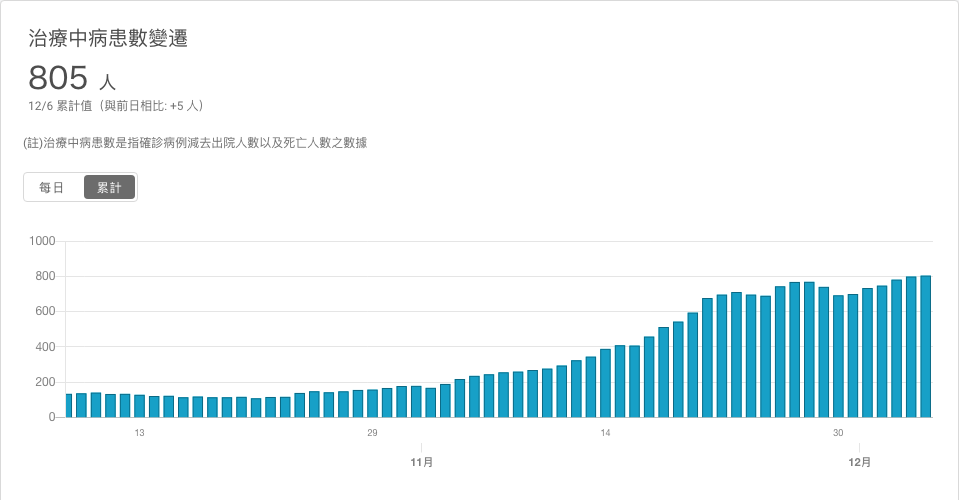 治療中病患數變遷
805 人
12/6 累計值（與前日相比: +5 人）
(註)治療中病患數是指確診病例減去出院人數以及死亡人數之數據
每日 累計
1000
800
600
400
200
0
13 29 14 30
11月 12月